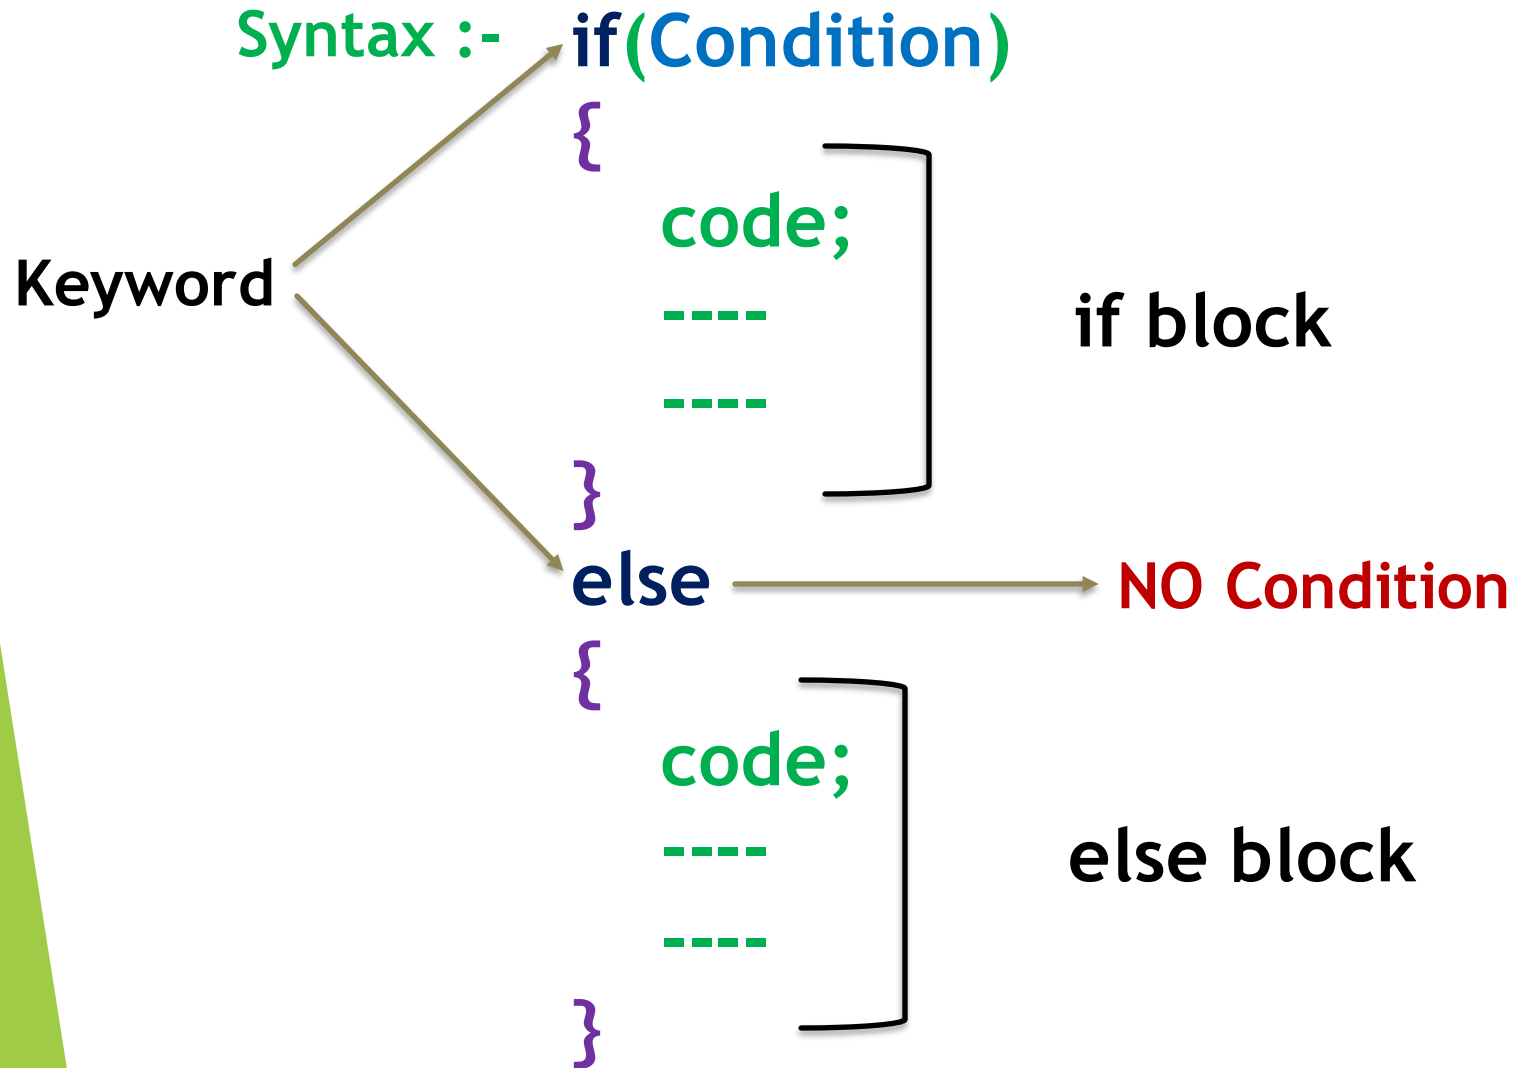 Syntax :- if(Condition)
{
code;
----
Keyword
if block
----
}
else NO Condition
{
code;
----
else block
----
}